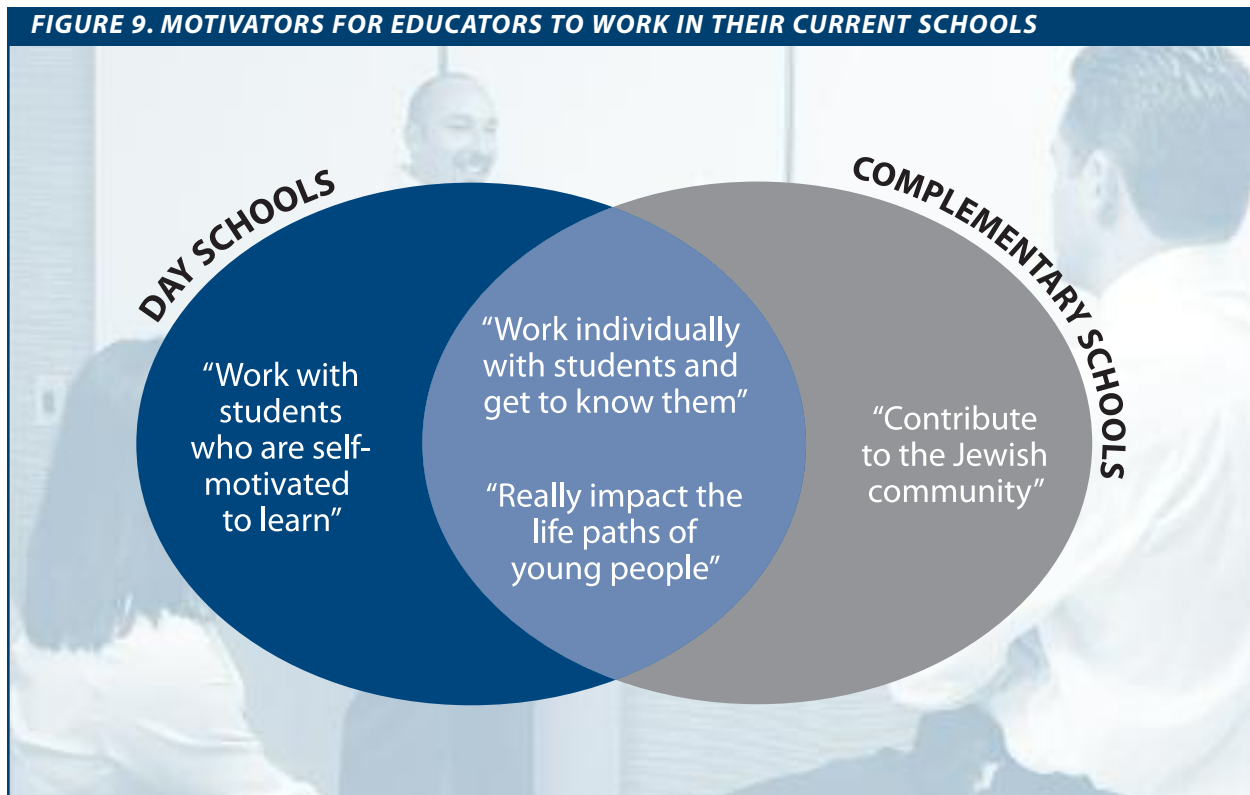 FIGURE 9. MOTIVATORS FOR EDUCATORS TO WORK IN THEIR CURRENT SCHOOLS
DAY SCHOOLS
COMPLEMENTARY SCHOOLS
“Work with
students
who are self-
motivated
to learn”
“Work individually
with students and
get to know them”
“Really impact the
life paths of
young people”
“Contribute
to the Jewish
community”